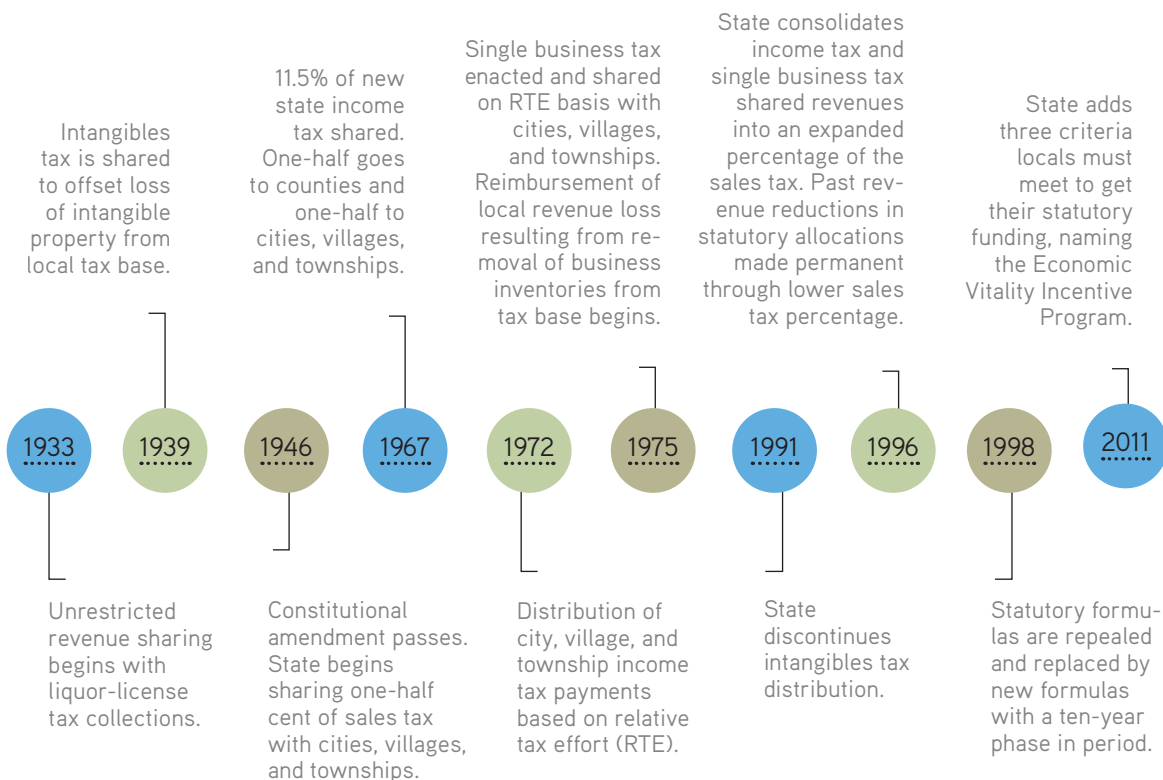 Intangibles
tax is shared
to offset loss
of intangible
property from
local tax base.
11.5% of new
state income
tax shared.
One-half goes
to counties and
one-half to
cities, villages,
and townships.
Single business tax
enacted and shared
on RTE basis with
cities, villages,
and townships.
Reimbursement of
local revenue loss
resulting from re-
moval of business
inventories from
tax base begins.
State consolidates
income tax and
single business tax
shared revenues
into an expanded
percentage of the
sales tax. Past rev-
enue reductions in
statutory allocations
made permanent
through lower sales
tax percentage.
State adds
three criteria
locals must
meet to get
their statutory
funding, naming
the Economic
Vitality Incentive
Program.
1933
1939
1946
1967
1972
1975
1991
1996
1998
2011
Unrestricted
revenue sharing
begins with
liquor-license
tax collections.
Constitutional
amendment passes.
State begins
sharing one-half
cent of sales tax
with cities, villages,
and townships.
Distribution of
city, village, and
township income
tax payments
based on relative
tax effort (RTE).
State
discontinues
intangibles tax
distribution.
Statutory formu-
las are repealed
and replaced by
new formulas
with a ten-year
phase in period.